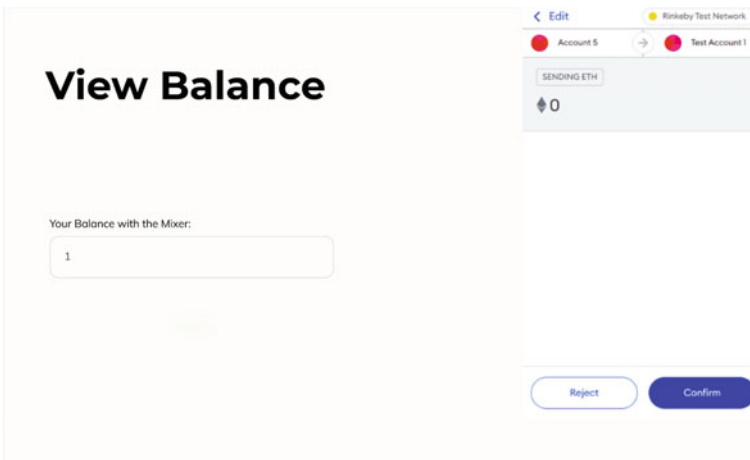 View Balance
Your Balance with the Mixer:
1
Edit
Rinkeby Test Network
Account 5
Test Account 1
SENDING ETH
0
Reject
Confirm